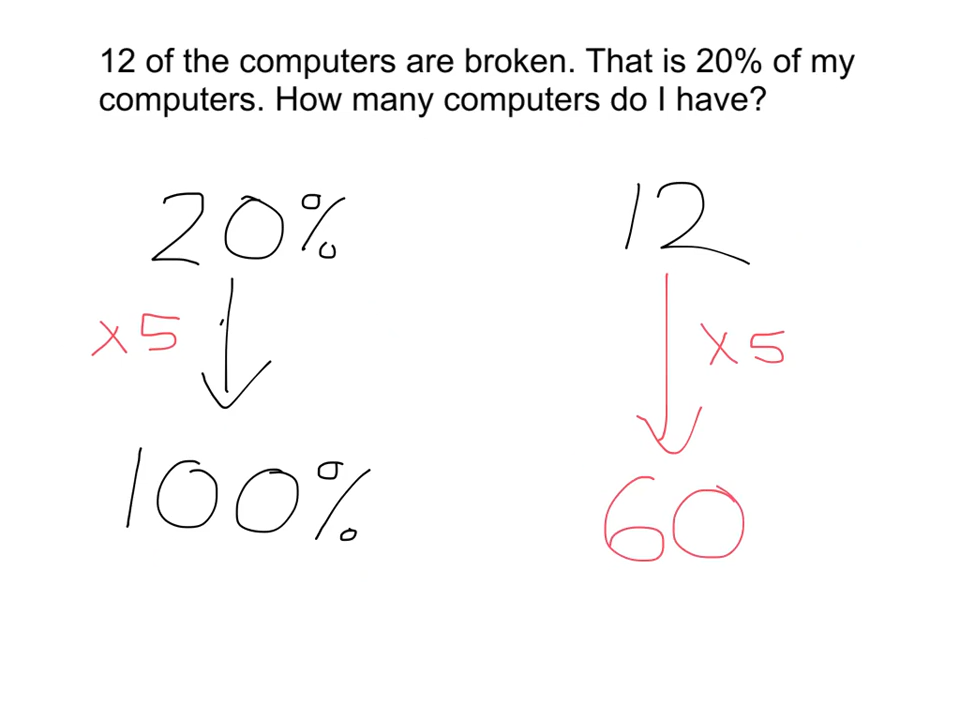 12 of the computers are broken. That is 20% of my
computers. How many computers do I have?
20% 12
x5 x5
100% 60